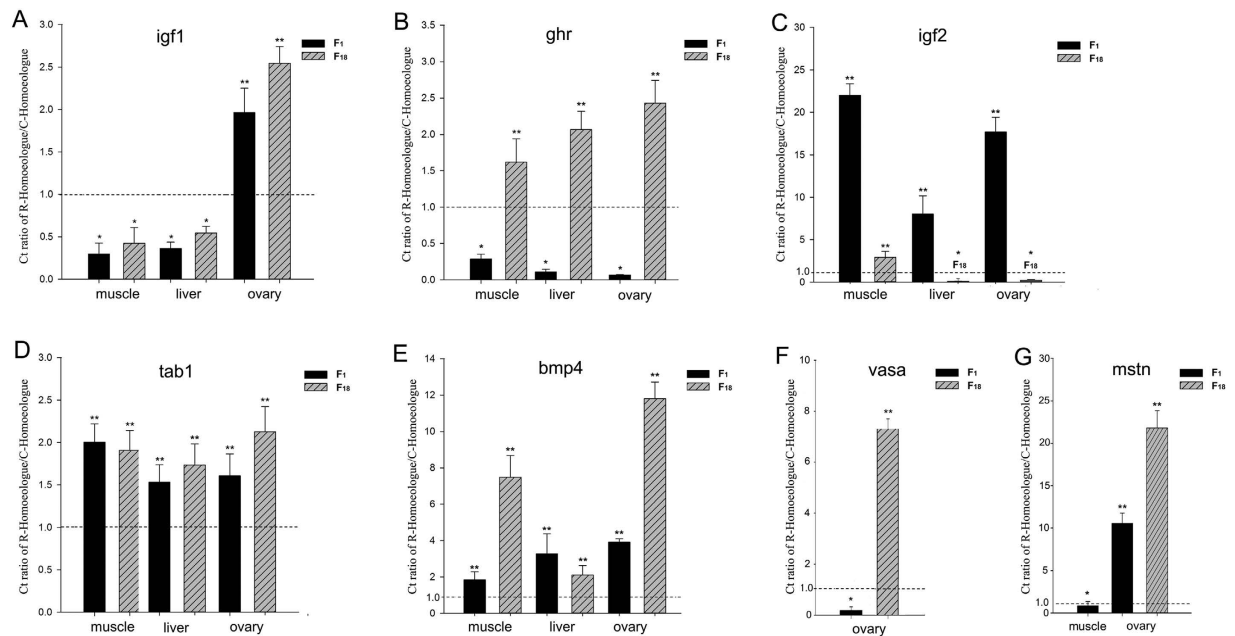 A
igf1
F1
F18
Ct ratio of R-Homoeologue/C-Homoeologue
3.0
2.5
2.0
1.5
1.0
0.5
0.0
* * * * ** **
muscle liver ovary
B
ghr
F1
F18
Ct ratio of R-Homoeologue/C-Homoeologue
3.5
3.0
2.5
2.0
1.5
1.0
0.5
0.0
* ** * ** * **
muscle liver ovary
C
igf2
F1
F18
Ct ratio of R-Homoeologue/C-Homoeologue
30
25
20
15
10
5
1.0
0
** ** ** * ** *
F18 F18
muscle liver ovary
D
tab1
F1
F18
Ct ratio of R-Homoeologue/C-Homoeologue
3.0
2.5
2.0
1.5
1.0
0.5
0.0
** ** ** ** ** **
muscle liver ovary
E
bmp4
F1
F18
Ct ratio of R-Homoeologue/C-Homoeologue
14
12
10
8
6
4
2
1.0
0
** ** ** ** ** **
muscle liver ovary
F
vasa
F1
F18
Ct ratio of R-Homoeologue/C-Homoeologue
10
8
6
4
2
1.0
0
* **
ovary
G
mstn
F1
F18
Ct ratio of R-Homoeologue/C-Homoeologue
30
25
20
15
10
5
1.0
0
* ** **
muscle ovary